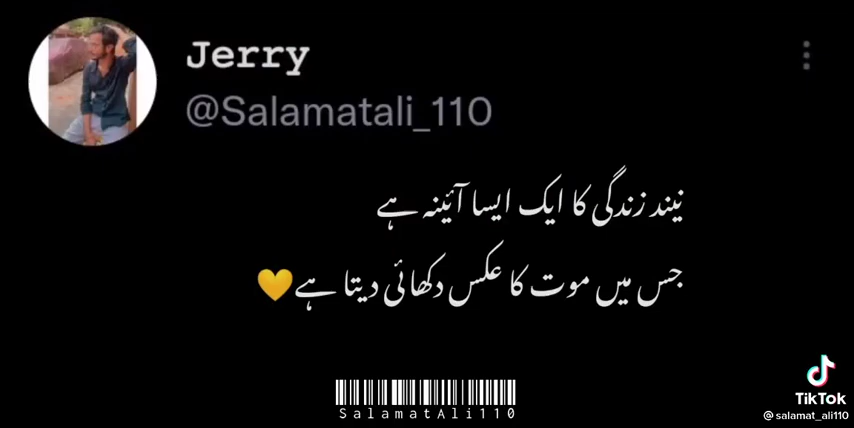 Jerry
@Salamatali_110
نیند زندگی کا ایک ایسا آئینہ ہے
جس میں موت کا عکس دکھائی دیتا ہے💛
SalamatAli110
TikTok
@salamat_ali110